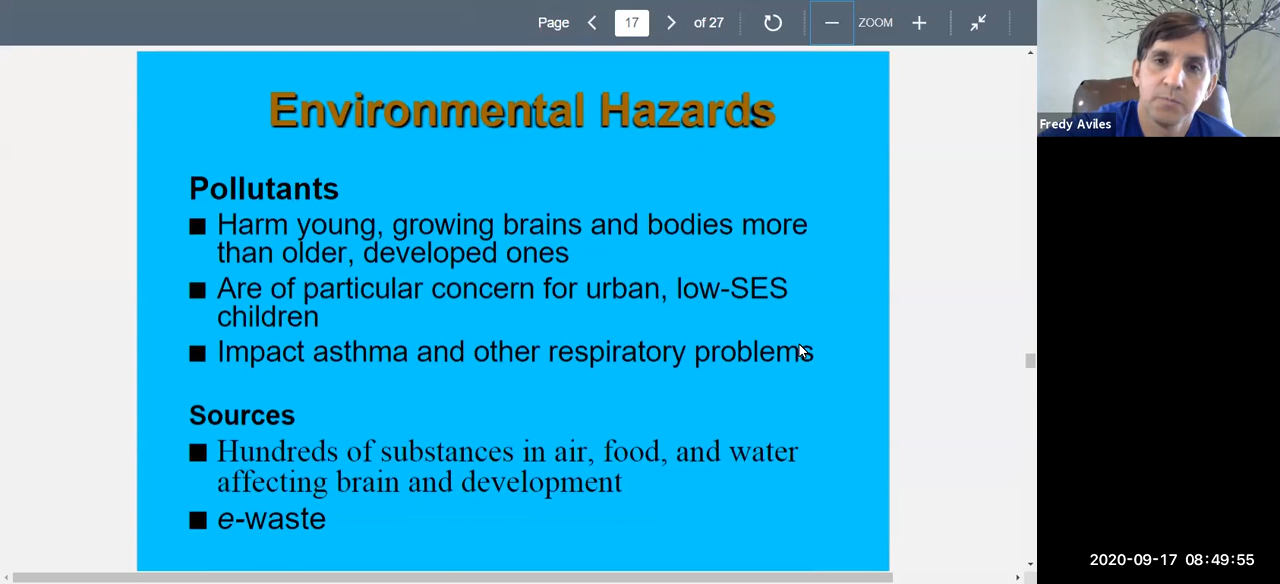 Page 17 of 27 ZOOM
Environmental Hazards
Pollutants
■ Harm young, growing brains and bodies more
than older, developed ones
■ Are of particular concern for urban, low-SES
children
■ Impact asthma and other respiratory problems
Sources
■ Hundreds of substances in air, food, and water
affecting brain and development
■ e-waste
Fredy Aviles
2020-09-17 08:49:55